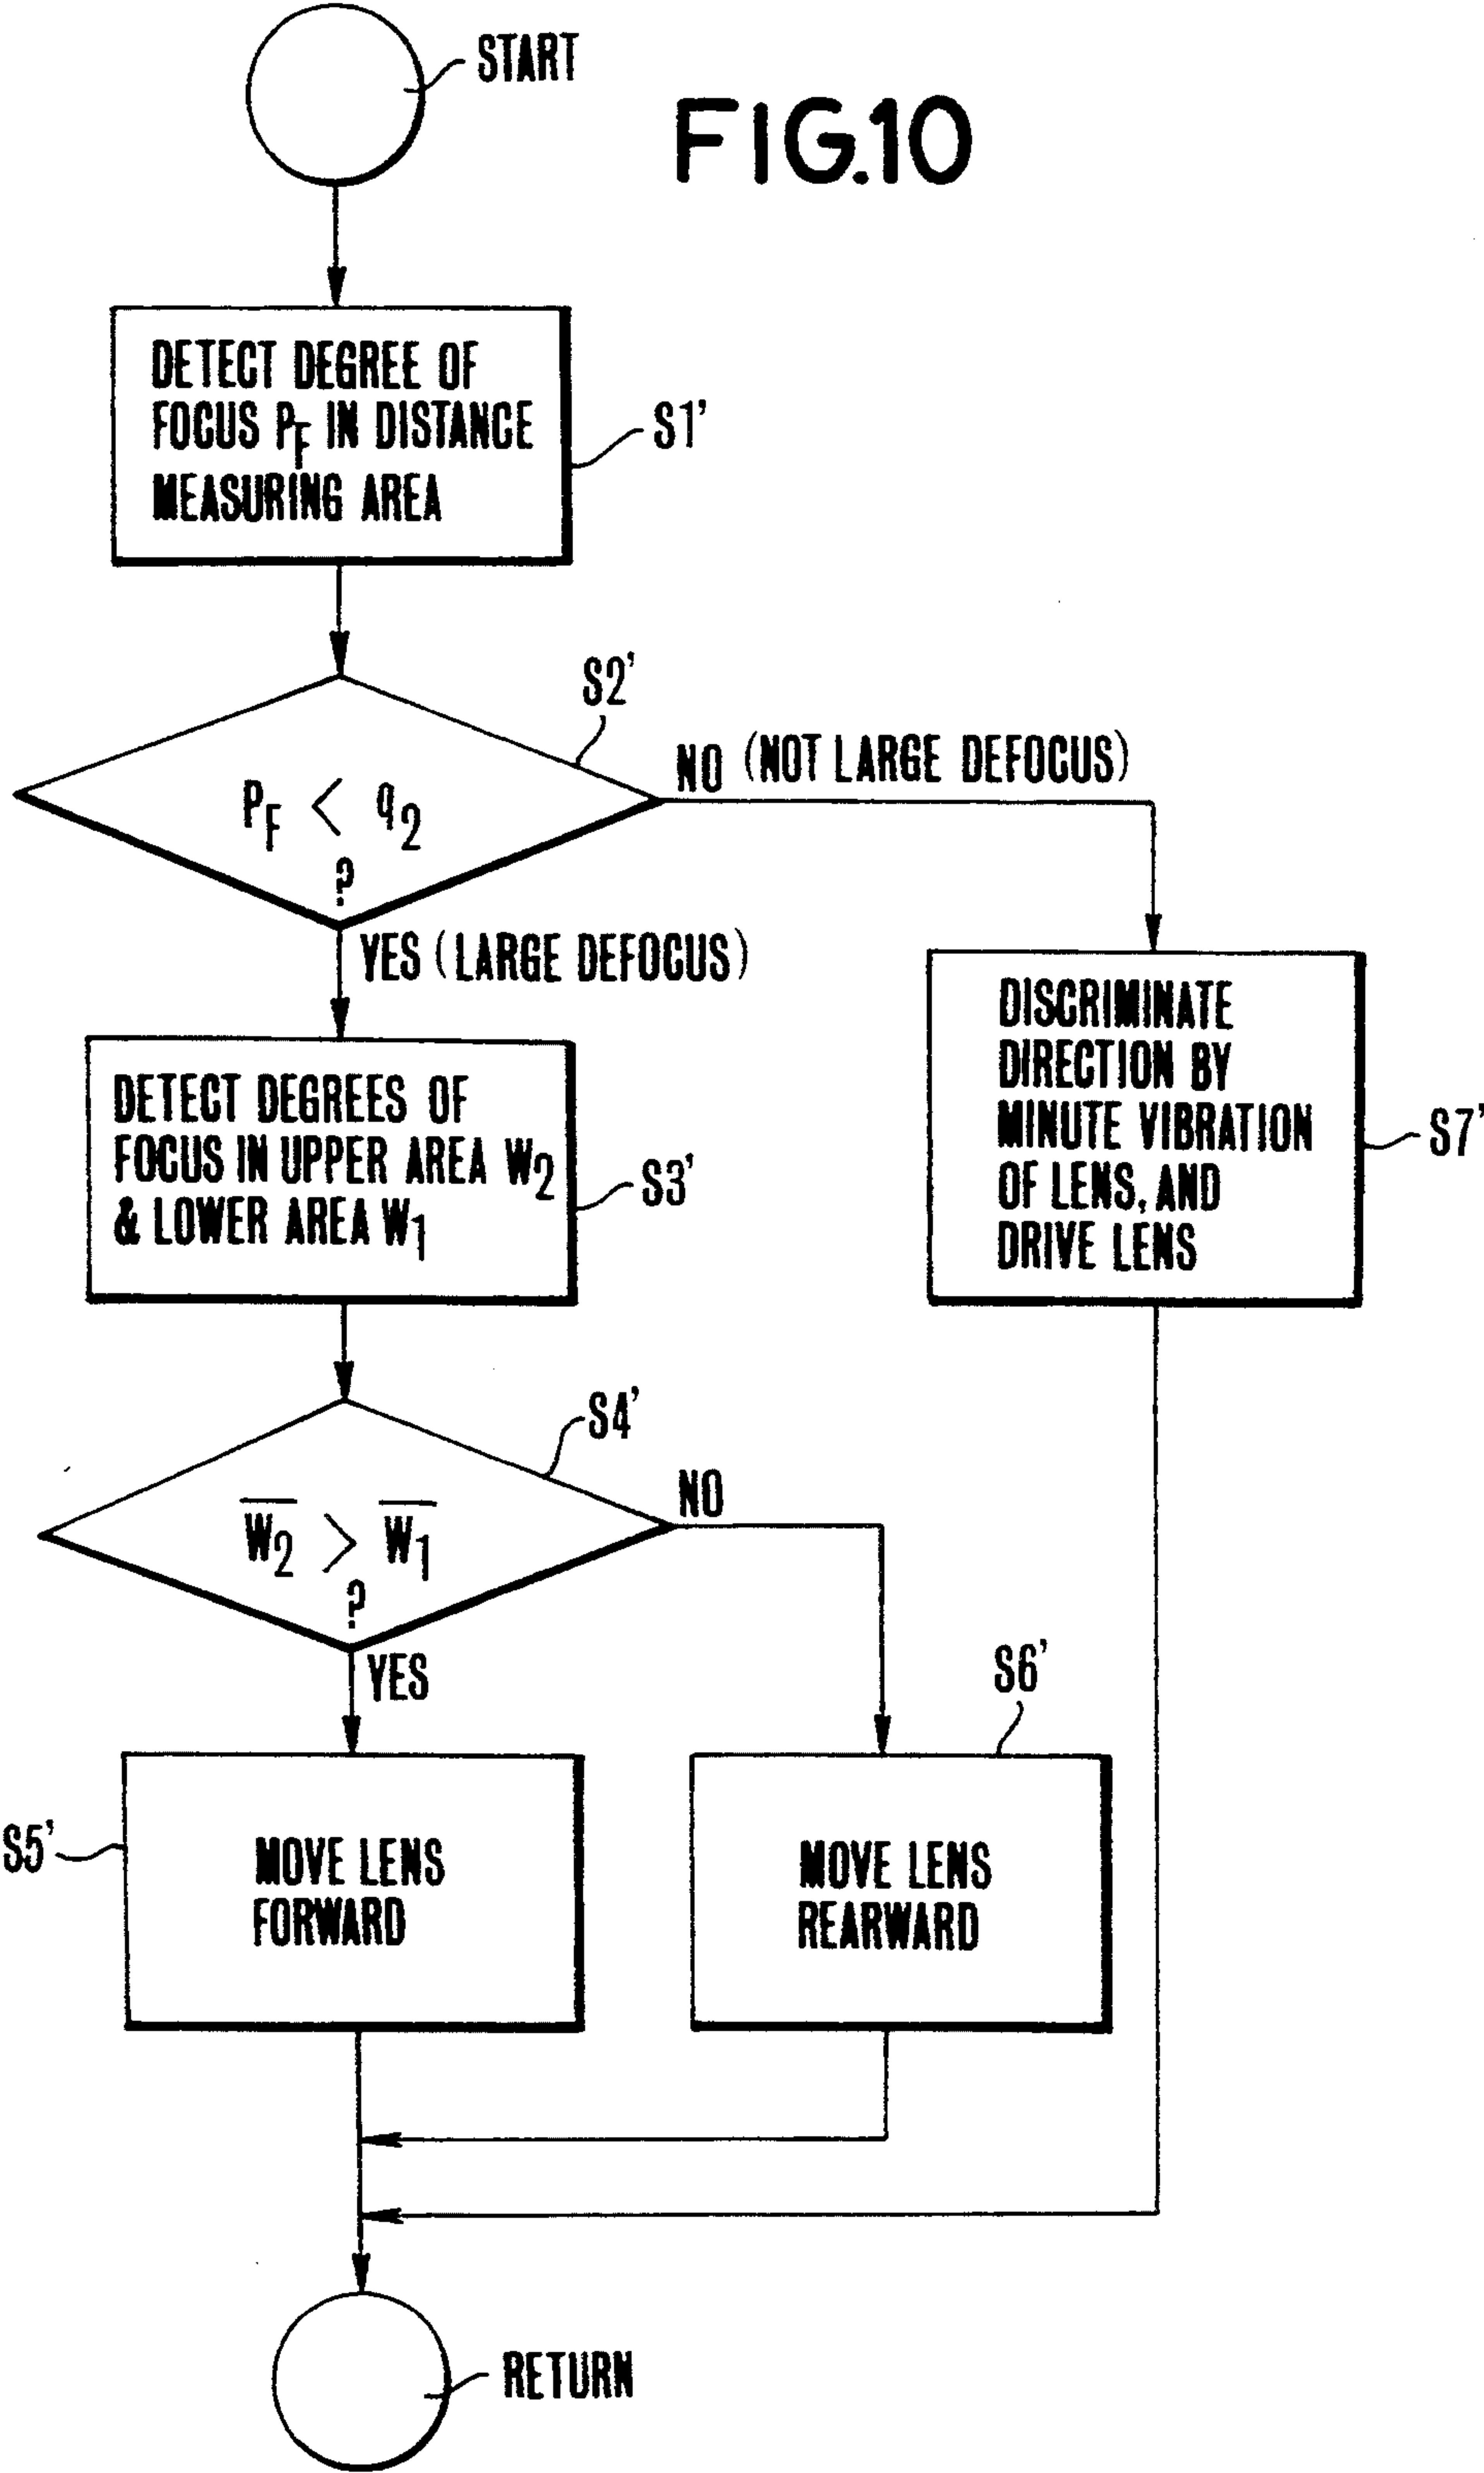 START
FIG.10
DETECT DEGREE OF
FOCUS PF IN DISTANCE
MEASURING AREA
S1'
S2'
PF < q2
?
NO (NOT LARGE DEFOCUS)
YES (LARGE DEFOCUS)
DETECT DEGREES OF
FOCUS IN UPPER AREA W2
& LOWER AREA W1
S3'
DISCRIMINATE
DIRECTION BY
MINUTE VIBRATION
OF LENS, AND
DRIVE LENS
S7'
S4'
W̅2̅ > W̅1̅
?
NO
YES
S5'
MOVE LENS
FORWARD
S6'
MOVE LENS
REARWARD
RETURN